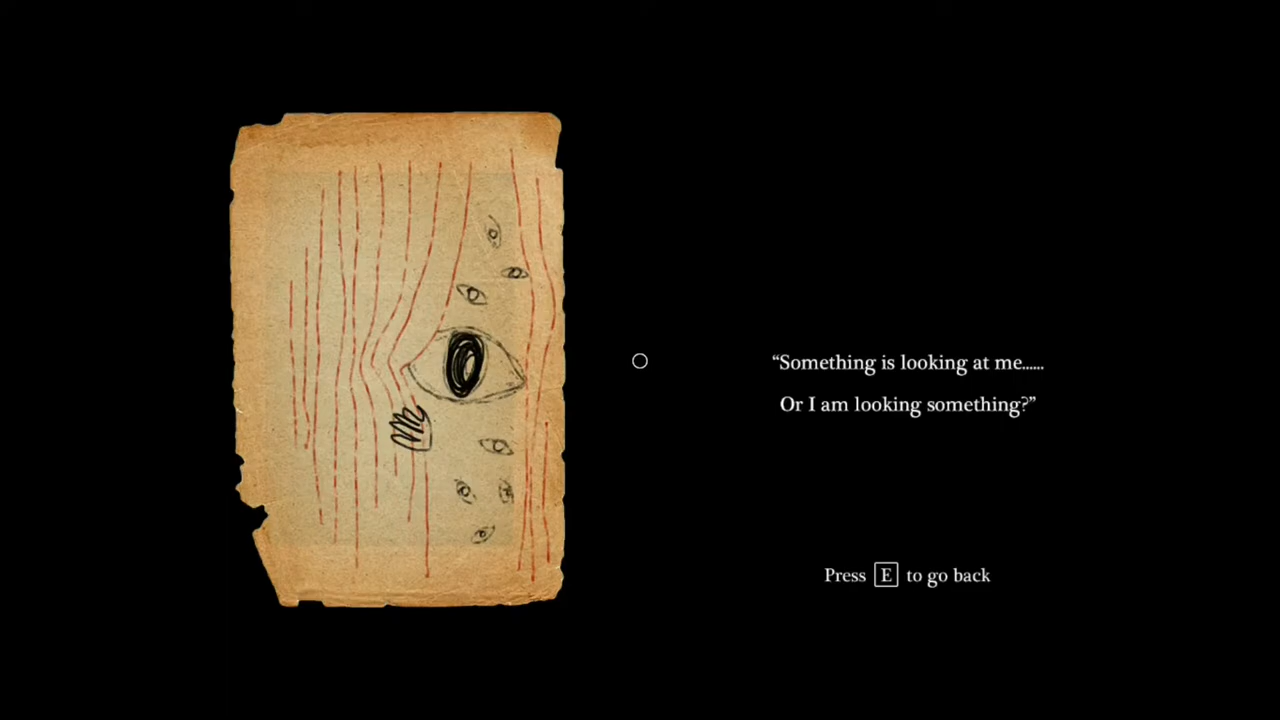 “Something is looking at me......
Or I am looking something?”
Press E to go back